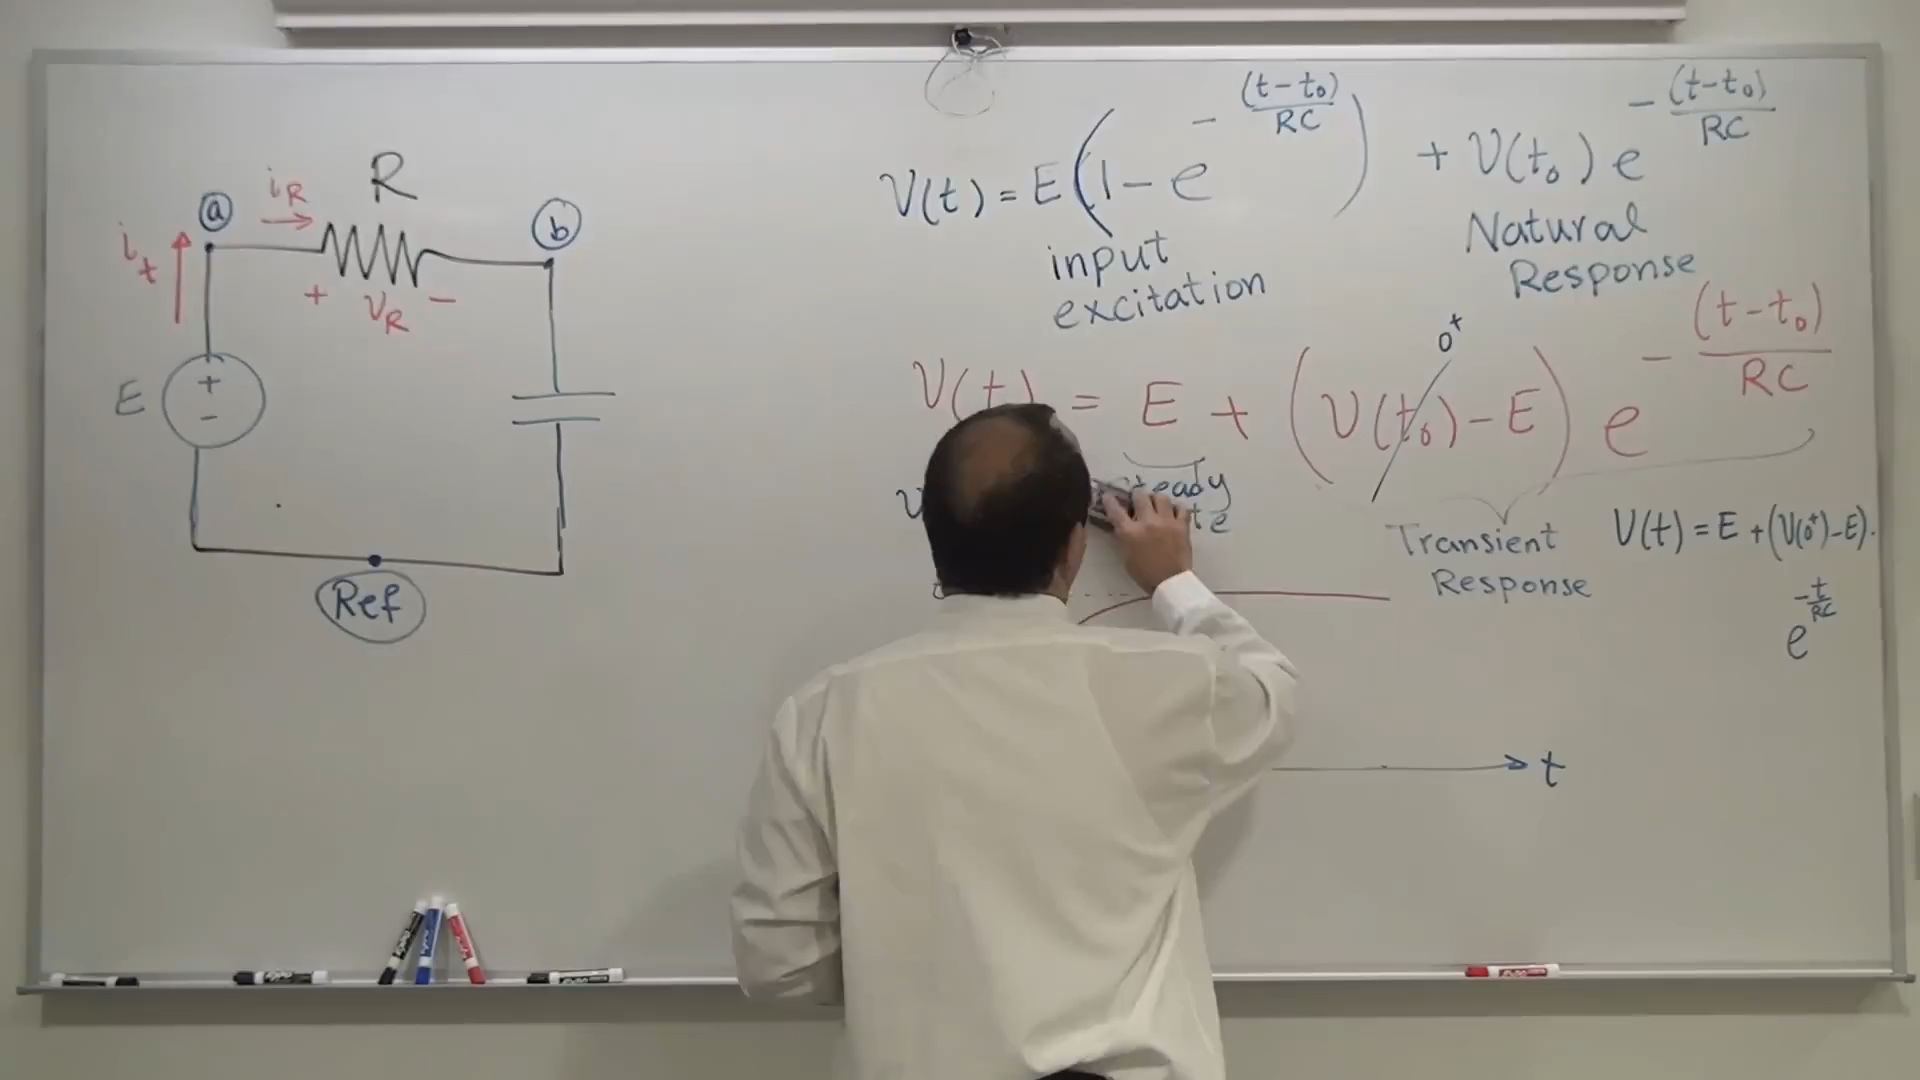 R
i_R
a
b
i_t
+ V_R −
E
+
−
Ref
V(t) = E(1 − e^{−(t−t₀)/RC}) + V(t₀) e^{−(t−t₀)/RC}
input
excitation
Natural
Response
0⁺
V(t) = E + (V(t₀) − E) e^{−(t−t₀)/RC}
Transient
Response
V(t) = E + (V(0⁺) − E).
e^{−t/RC}
t